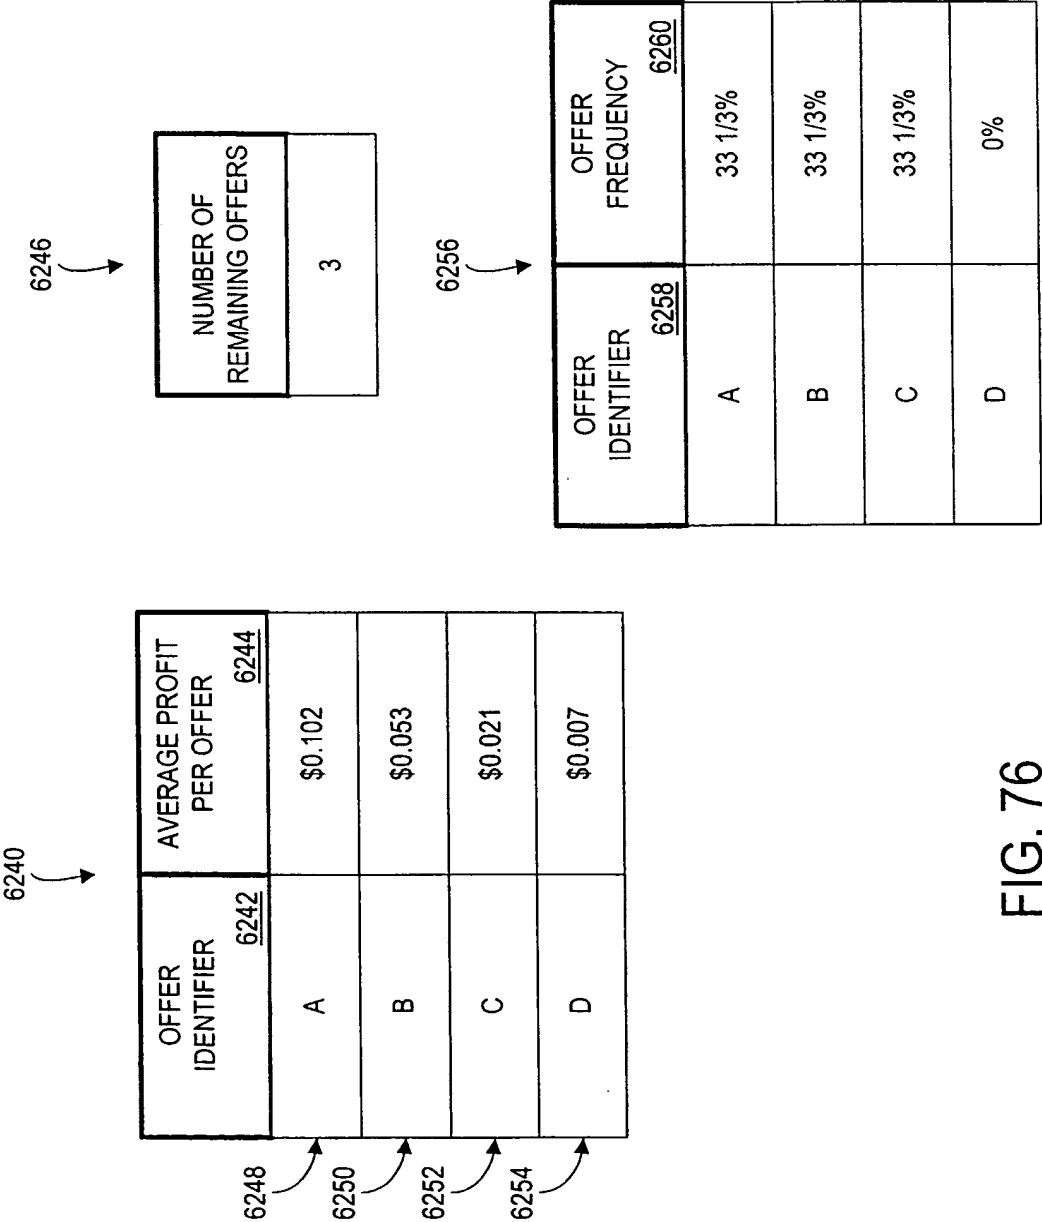 6240
OFFER
IDENTIFIER
6242
AVERAGE PROFIT
PER OFFER
6244
6248
A
$0.102
6250
B
$0.053
6252
C
$0.021
6254
D
$0.007
6246
NUMBER OF
REMAINING OFFERS
3
6256
OFFER
IDENTIFIER
6258
OFFER
FREQUENCY
6260
A
33 1/3%
B
33 1/3%
C
33 1/3%
D
0%
FIG. 76